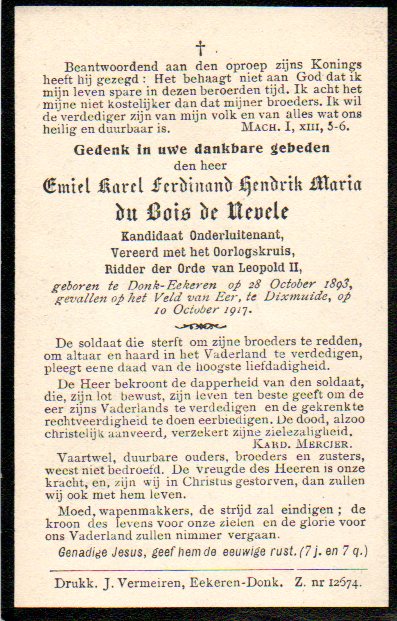 †
Beantwoordend aan den oproep zijns Konings
heeft hij gezegd : Het behaagt niet aan God dat ik
mijn leven spare in dezen beroerden tijd. Ik acht het
mijne niet kostelijker dan dat mijner broeders. Ik wil
de verdediger zijn van mijn volk en van alles wat ons
heilig en duurbaar is. MACH. I, XIII, 5-6.
Gedenk in uwe dankbare gebeden
den heer
Emiel Karel Ferdinand Hendrik Maria
du Bois de Nevele
Kandidaat Onderluitenant,
Vereerd met het Oorlogskruis,
Ridder der Orde van Leopold II,
geboren te Donk-Eekeren op 28 October 1893,
gevallen op het Veld van Eer, te Dixmuide, op
10 October 1917.
De soldaat die sterft om zijne broeders te redden,
om altaar en haard in het Vaderland te verdedigen,
pleegt eene daad van de hoogste liefdadigheid.
De Heer bekroont de dapperheid van den soldaat,
die, zijn lot bewust, zijn leven ten beste geeft om de
eer zijns Vaderlands te verdedigen en de gekrenkte
rechtveerdigheid te doen eerbiedigen. De dood, alzoo
christelijk aanveerd, verzekert zijne zielezaligheid.
KARD. MERCIER.
Vaartwel, duurbare ouders, broeders en zusters,
weest niet bedroefd. De vreugde des Heeren is onze
kracht, en, zijn wij in Christus gestorven, dan zullen
wij ook met hem leven.
Moed, wapenmakkers, de strijd zal eindigen ; de
kroon des levens voor onze zielen en de glorie voor
ons Vaderland zullen nimmer vergaan.
Genadige Jesus, geef hem de eeuwige rust. (7 j. en 7 q.)
Drukk. J. Vermeiren, Eekeren-Donk. Z. nr 12674.